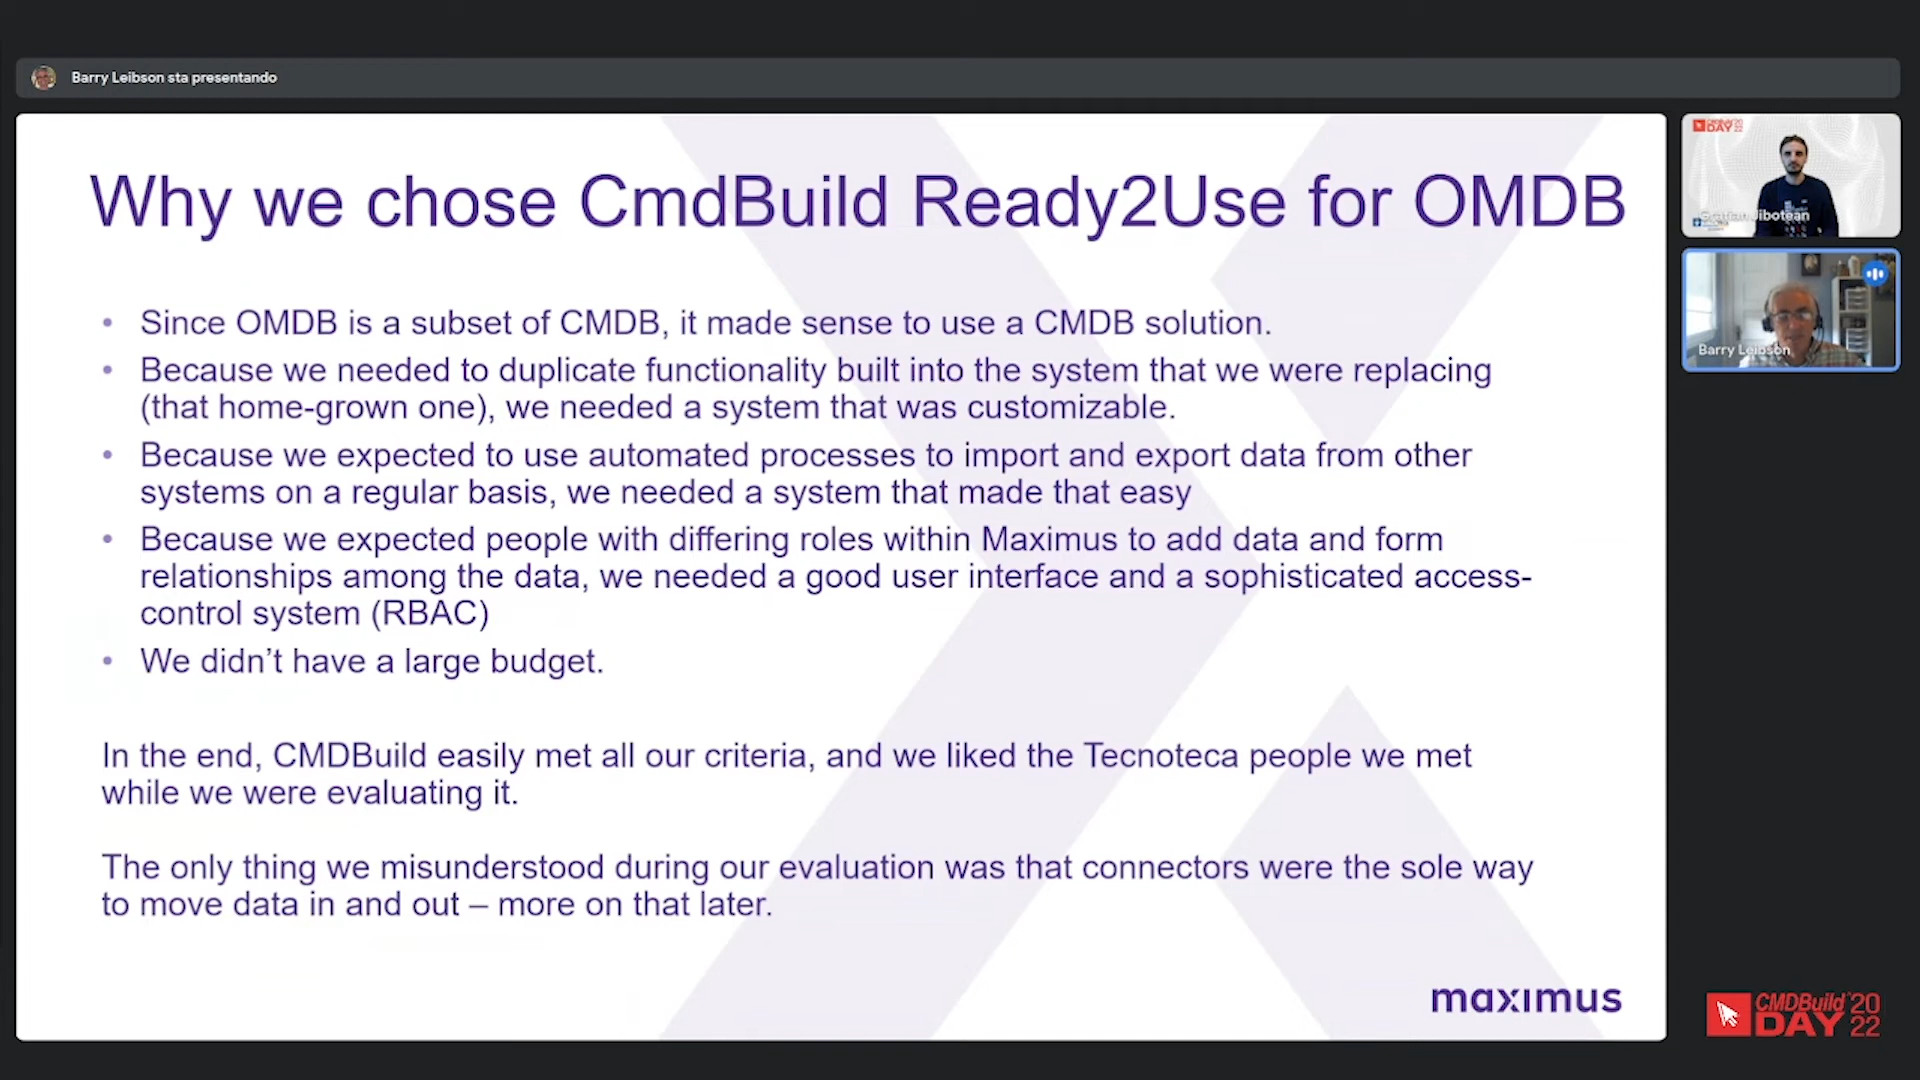 Barry Leibson sta presentando
Why we chose CmdBuild Ready2Use for OMDB
• Since OMDB is a subset of CMDB, it made sense to use a CMDB solution.
• Because we needed to duplicate functionality built into the system that we were replacing
(that home-grown one), we needed a system that was customizable.
• Because we expected to use automated processes to import and export data from other
systems on a regular basis, we needed a system that made that easy
• Because we expected people with differing roles within Maximus to add data and form
relationships among the data, we needed a good user interface and a sophisticated access-
control system (RBAC)
• We didn’t have a large budget.
In the end, CMDBuild easily met all our criteria, and we liked the Tecnoteca people we met
while we were evaluating it.
The only thing we misunderstood during our evaluation was that connectors were the sole way
to move data in and out – more on that later.
maximus
CMDBuild
DAY
Barry Leibson
CMDBuild 20
DAY 22